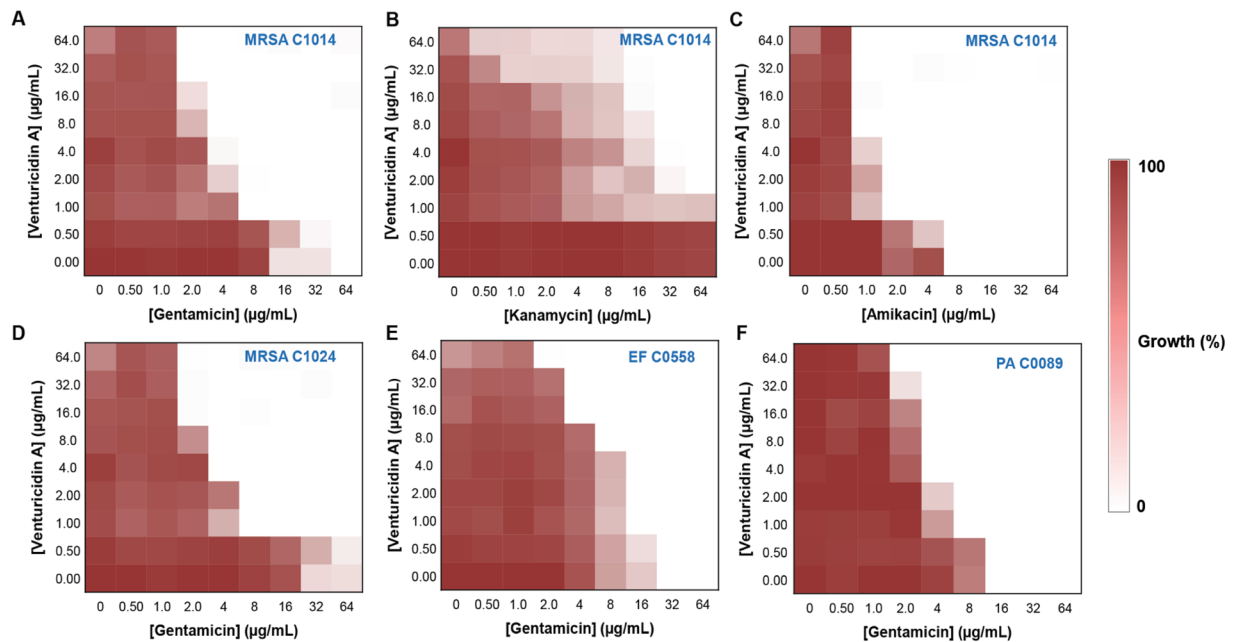 A
MRSA C1014
64.0
32.0
16.0
8.0
4.0
2.00
1.00
0.50
0.00
[Venturicidin A] (µg/mL)
0 0.50 1.0 2.0 4 8 16 32 64
[Gentamicin] (µg/mL)
B
MRSA C1014
64.0
32.0
16.0
8.0
4.0
2.00
1.00
0.50
0.00
[Venturicidin A] (µg/mL)
0 0.50 1.0 2.0 4 8 16 32 64
[Kanamycin] (µg/mL)
C
MRSA C1014
64.0
32.0
16.0
8.0
4.0
2.00
1.00
0.50
0.00
[Venturicidin A] (µg/mL)
0 0.50 1.0 2.0 4 8 16 32 64
[Amikacin] (µg/mL)
D
MRSA C1024
64.0
32.0
16.0
8.0
4.0
2.00
1.00
0.50
0.00
[Venturicidin A] (µg/mL)
0 0.50 1.0 2.0 4 8 16 32 64
[Gentamicin] (µg/mL)
E
EF C0558
64.0
32.0
16.0
8.0
4.0
2.00
1.00
0.50
0.00
[Venturicidin A] (µg/mL)
0 0.50 1.0 2.0 4 8 16 32 64
[Gentamicin] (µg/mL)
F
PA C0089
64.0
32.0
16.0
8.0
4.0
2.00
1.00
0.50
0.00
[Venturicidin A] (µg/mL)
0 0.50 1.0 2.0 4 8 16 32 64
[Gentamicin] (µg/mL)
100
Growth (%)
0